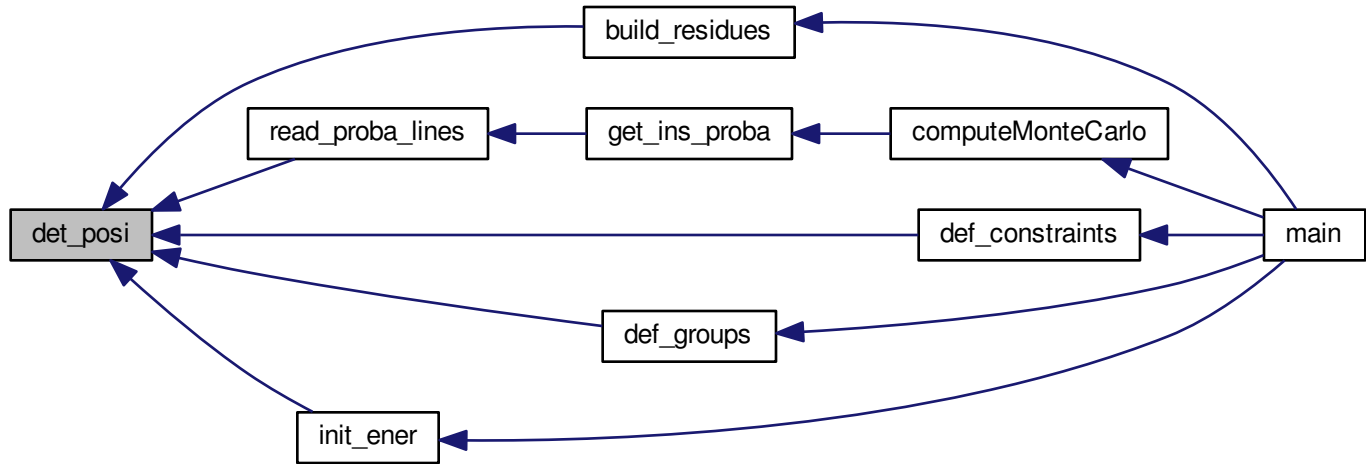 build_residues
read_proba_lines
get_ins_proba
computeMonteCarlo
det_posi
def_constraints
main
def_groups
init_ener